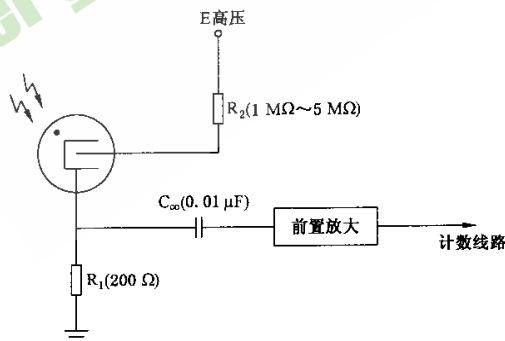 E高压
R₂(1 MΩ～5 MΩ)
C∞(0.01 μF)
前置放大
计数线路
R₁(200 Ω)